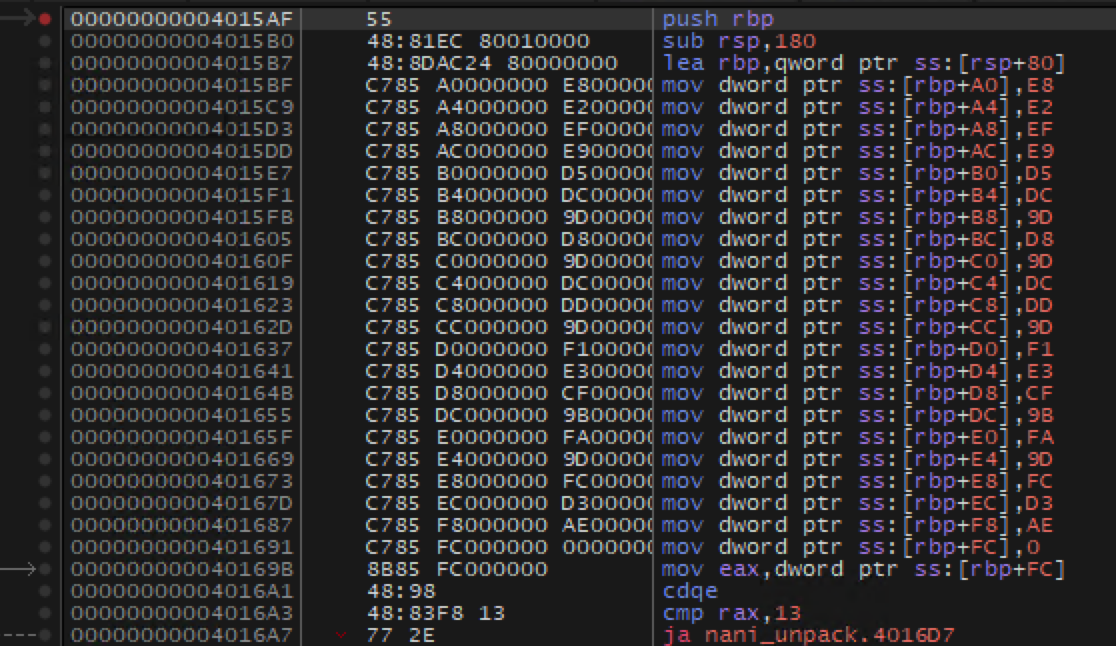 00000000004015AF 55 push rbp
00000000004015B0 48:81EC 80010000 sub rsp,180
00000000004015B7 48:8DAC24 80000000 lea rbp,qword ptr ss:[rsp+80]
00000000004015BF C785 A0000000 E800000 mov dword ptr ss:[rbp+A0],E8
00000000004015C9 C785 A4000000 E200000 mov dword ptr ss:[rbp+A4],E2
00000000004015D3 C785 A8000000 EF00000 mov dword ptr ss:[rbp+A8],EF
00000000004015DD C785 AC000000 E900000 mov dword ptr ss:[rbp+AC],E9
00000000004015E7 C785 B0000000 D500000 mov dword ptr ss:[rbp+B0],D5
00000000004015F1 C785 B4000000 DC00000 mov dword ptr ss:[rbp+B4],DC
00000000004015FB C785 B8000000 9D00000 mov dword ptr ss:[rbp+B8],9D
0000000000401605 C785 BC000000 D800000 mov dword ptr ss:[rbp+BC],D8
000000000040160F C785 C0000000 9D00000 mov dword ptr ss:[rbp+C0],9D
0000000000401619 C785 C4000000 DC00000 mov dword ptr ss:[rbp+C4],DC
0000000000401623 C785 C8000000 DD00000 mov dword ptr ss:[rbp+C8],DD
000000000040162D C785 CC000000 9D00000 mov dword ptr ss:[rbp+CC],9D
0000000000401637 C785 D0000000 F100000 mov dword ptr ss:[rbp+D0],F1
0000000000401641 C785 D4000000 E300000 mov dword ptr ss:[rbp+D4],E3
000000000040164B C785 D8000000 CF00000 mov dword ptr ss:[rbp+D8],CF
0000000000401655 C785 DC000000 9B00000 mov dword ptr ss:[rbp+DC],9B
000000000040165F C785 E0000000 FA00000 mov dword ptr ss:[rbp+E0],FA
0000000000401669 C785 E4000000 9D00000 mov dword ptr ss:[rbp+E4],9D
0000000000401673 C785 E8000000 FC00000 mov dword ptr ss:[rbp+E8],FC
000000000040167D C785 EC000000 D300000 mov dword ptr ss:[rbp+EC],D3
0000000000401687 C785 F8000000 AE00000 mov dword ptr ss:[rbp+F8],AE
0000000000401691 C785 FC000000 0000000 mov dword ptr ss:[rbp+FC],0
000000000040169B 8B85 FC000000 mov eax,dword ptr ss:[rbp+FC]
00000000004016A1 48:98 cdqe
00000000004016A3 48:83F8 13 cmp rax,13
00000000004016A7 77 2E ja nani_unpack.4016D7